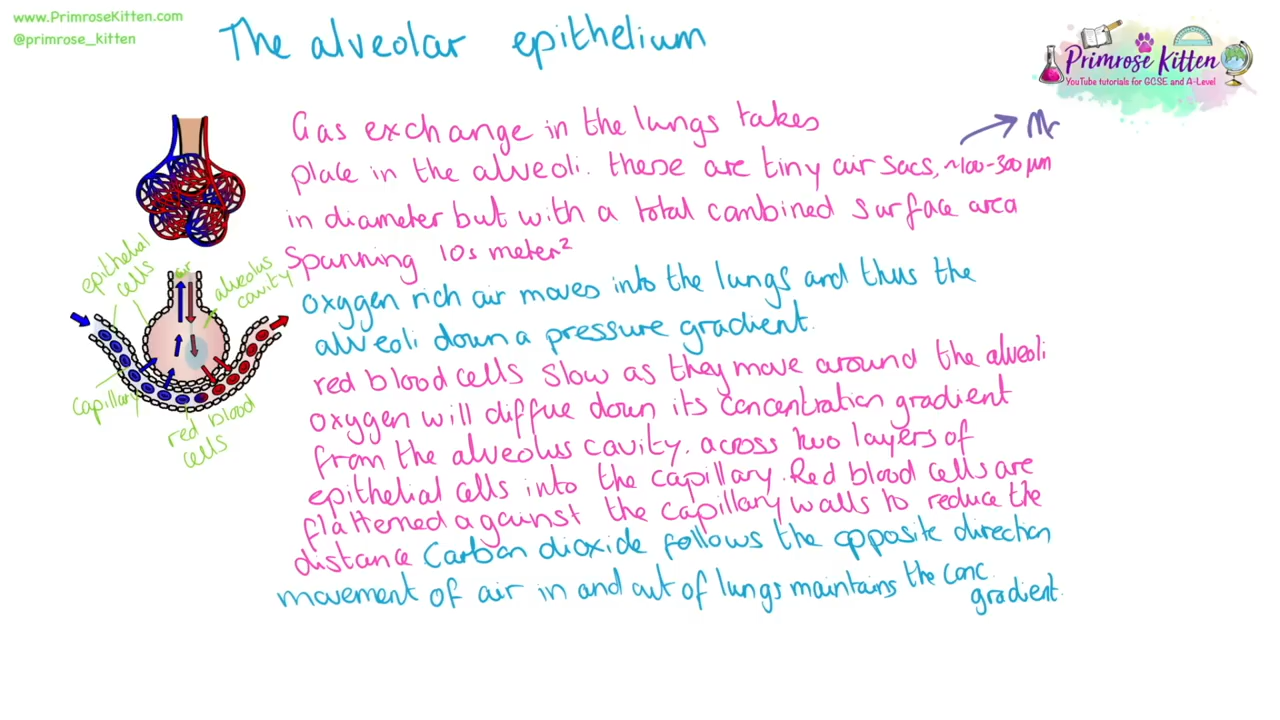 www.PrimroseKitten.com
@primrose_kitten
The alveolar epithelium
Primrose Kitten
YouTube tutorials for GCSE and A-Level
Gas exchange in the lungs takes
place in the alveoli. these are tiny air sacs, ~100-300 µm
in diameter but with a total combined surface area
Spanning 10s meter²
oxygen rich air moves into the lungs and thus the
alveoli down a pressure gradient.
red blood cells slow as they move around the alveoli
oxygen will diffue down its concentration gradient
from the alveolus cavity, across two layers of
epithelial cells into the capillary. Red blood cells are
flattened against the capillary walls to reduce the
distance Carbon dioxide follows the opposite direction
movement of air in and out of lungs maintains the conc.
gradient.
epithelial
cells
air
alveolus
cavity
capillary
red blood
cells